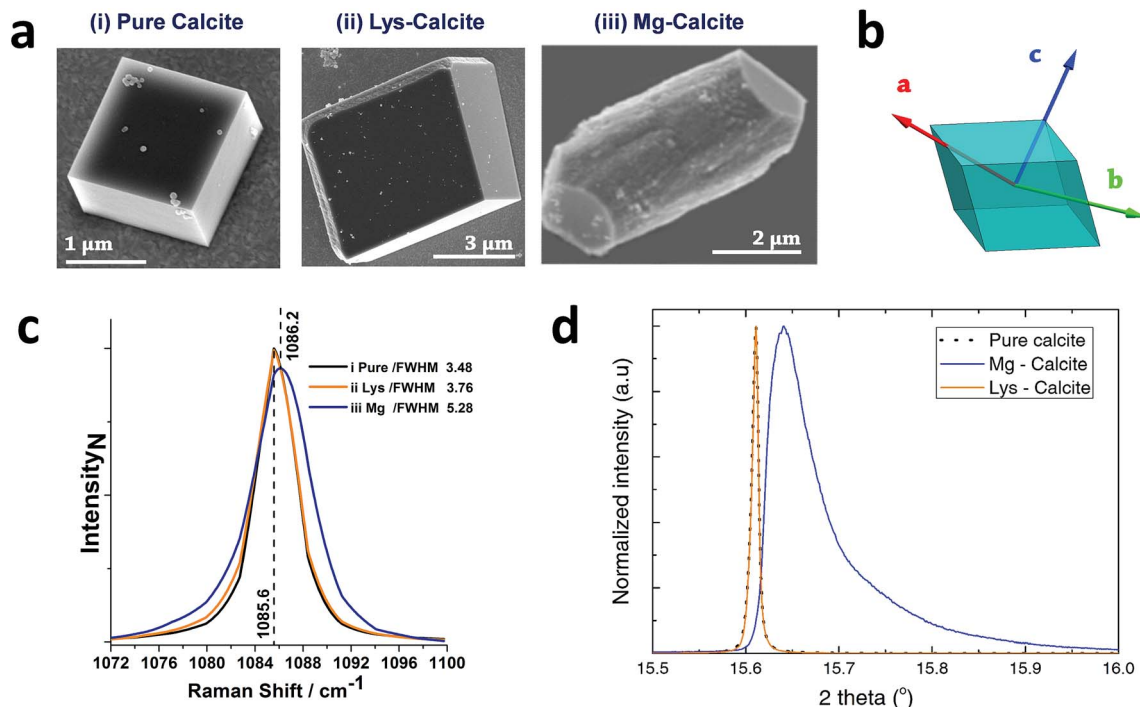 a
(i) Pure Calcite
(ii) Lys-Calcite
(iii) Mg-Calcite
b
1 µm
3 µm
2 µm
a
c
b
c
1086.2
i Pure /FWHM 3.48
ii Lys /FWHM 3.76
iii Mg /FWHM 5.28
1085.6
IntensityN
1072 1076 1080 1084 1088 1092 1096 1100
Raman Shift / cm-1
d
Pure calcite
Mg - Calcite
Lys - Calcite
Normalized intensity (a.u)
15.5 15.6 15.7 15.8 15.9 16.0
2 theta (°)